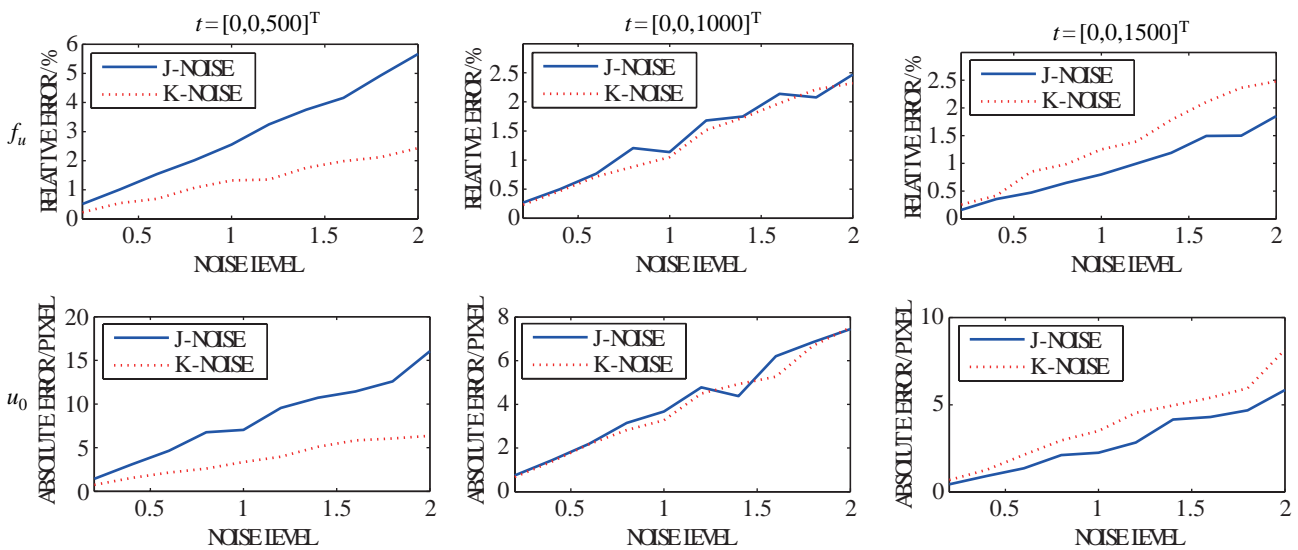 t = [0,0,500]ᵀ
t = [0,0,1000]ᵀ
t = [0,0,1500]ᵀ
fᵤ
RELATIVE ERROR/%
6
5
4
3
2
1
0
J-NOISE
K-NOISE
0.5 1 1.5 2
NOISE LEVEL
RELATIVE ERROR/%
2.5
2
1.5
1
0.5
0
J-NOISE
K-NOISE
0.5 1 1.5 2
NOISE LEVEL
RELATIVE ERROR/%
2.5
2
1.5
1
0.5
0
J-NOISE
K-NOISE
0.5 1 1.5 2
NOISE LEVEL
u₀
ABSOLUTE ERROR/PIXEL
20
15
10
5
0
J-NOISE
K-NOISE
0.5 1 1.5 2
NOISE LEVEL
ABSOLUTE ERROR/PIXEL
8
6
4
2
0
J-NOISE
K-NOISE
0.5 1 1.5 2
NOISE LEVEL
ABSOLUTE ERROR/PIXEL
10
5
0
J-NOISE
K-NOISE
0.5 1 1.5 2
NOISE LEVEL